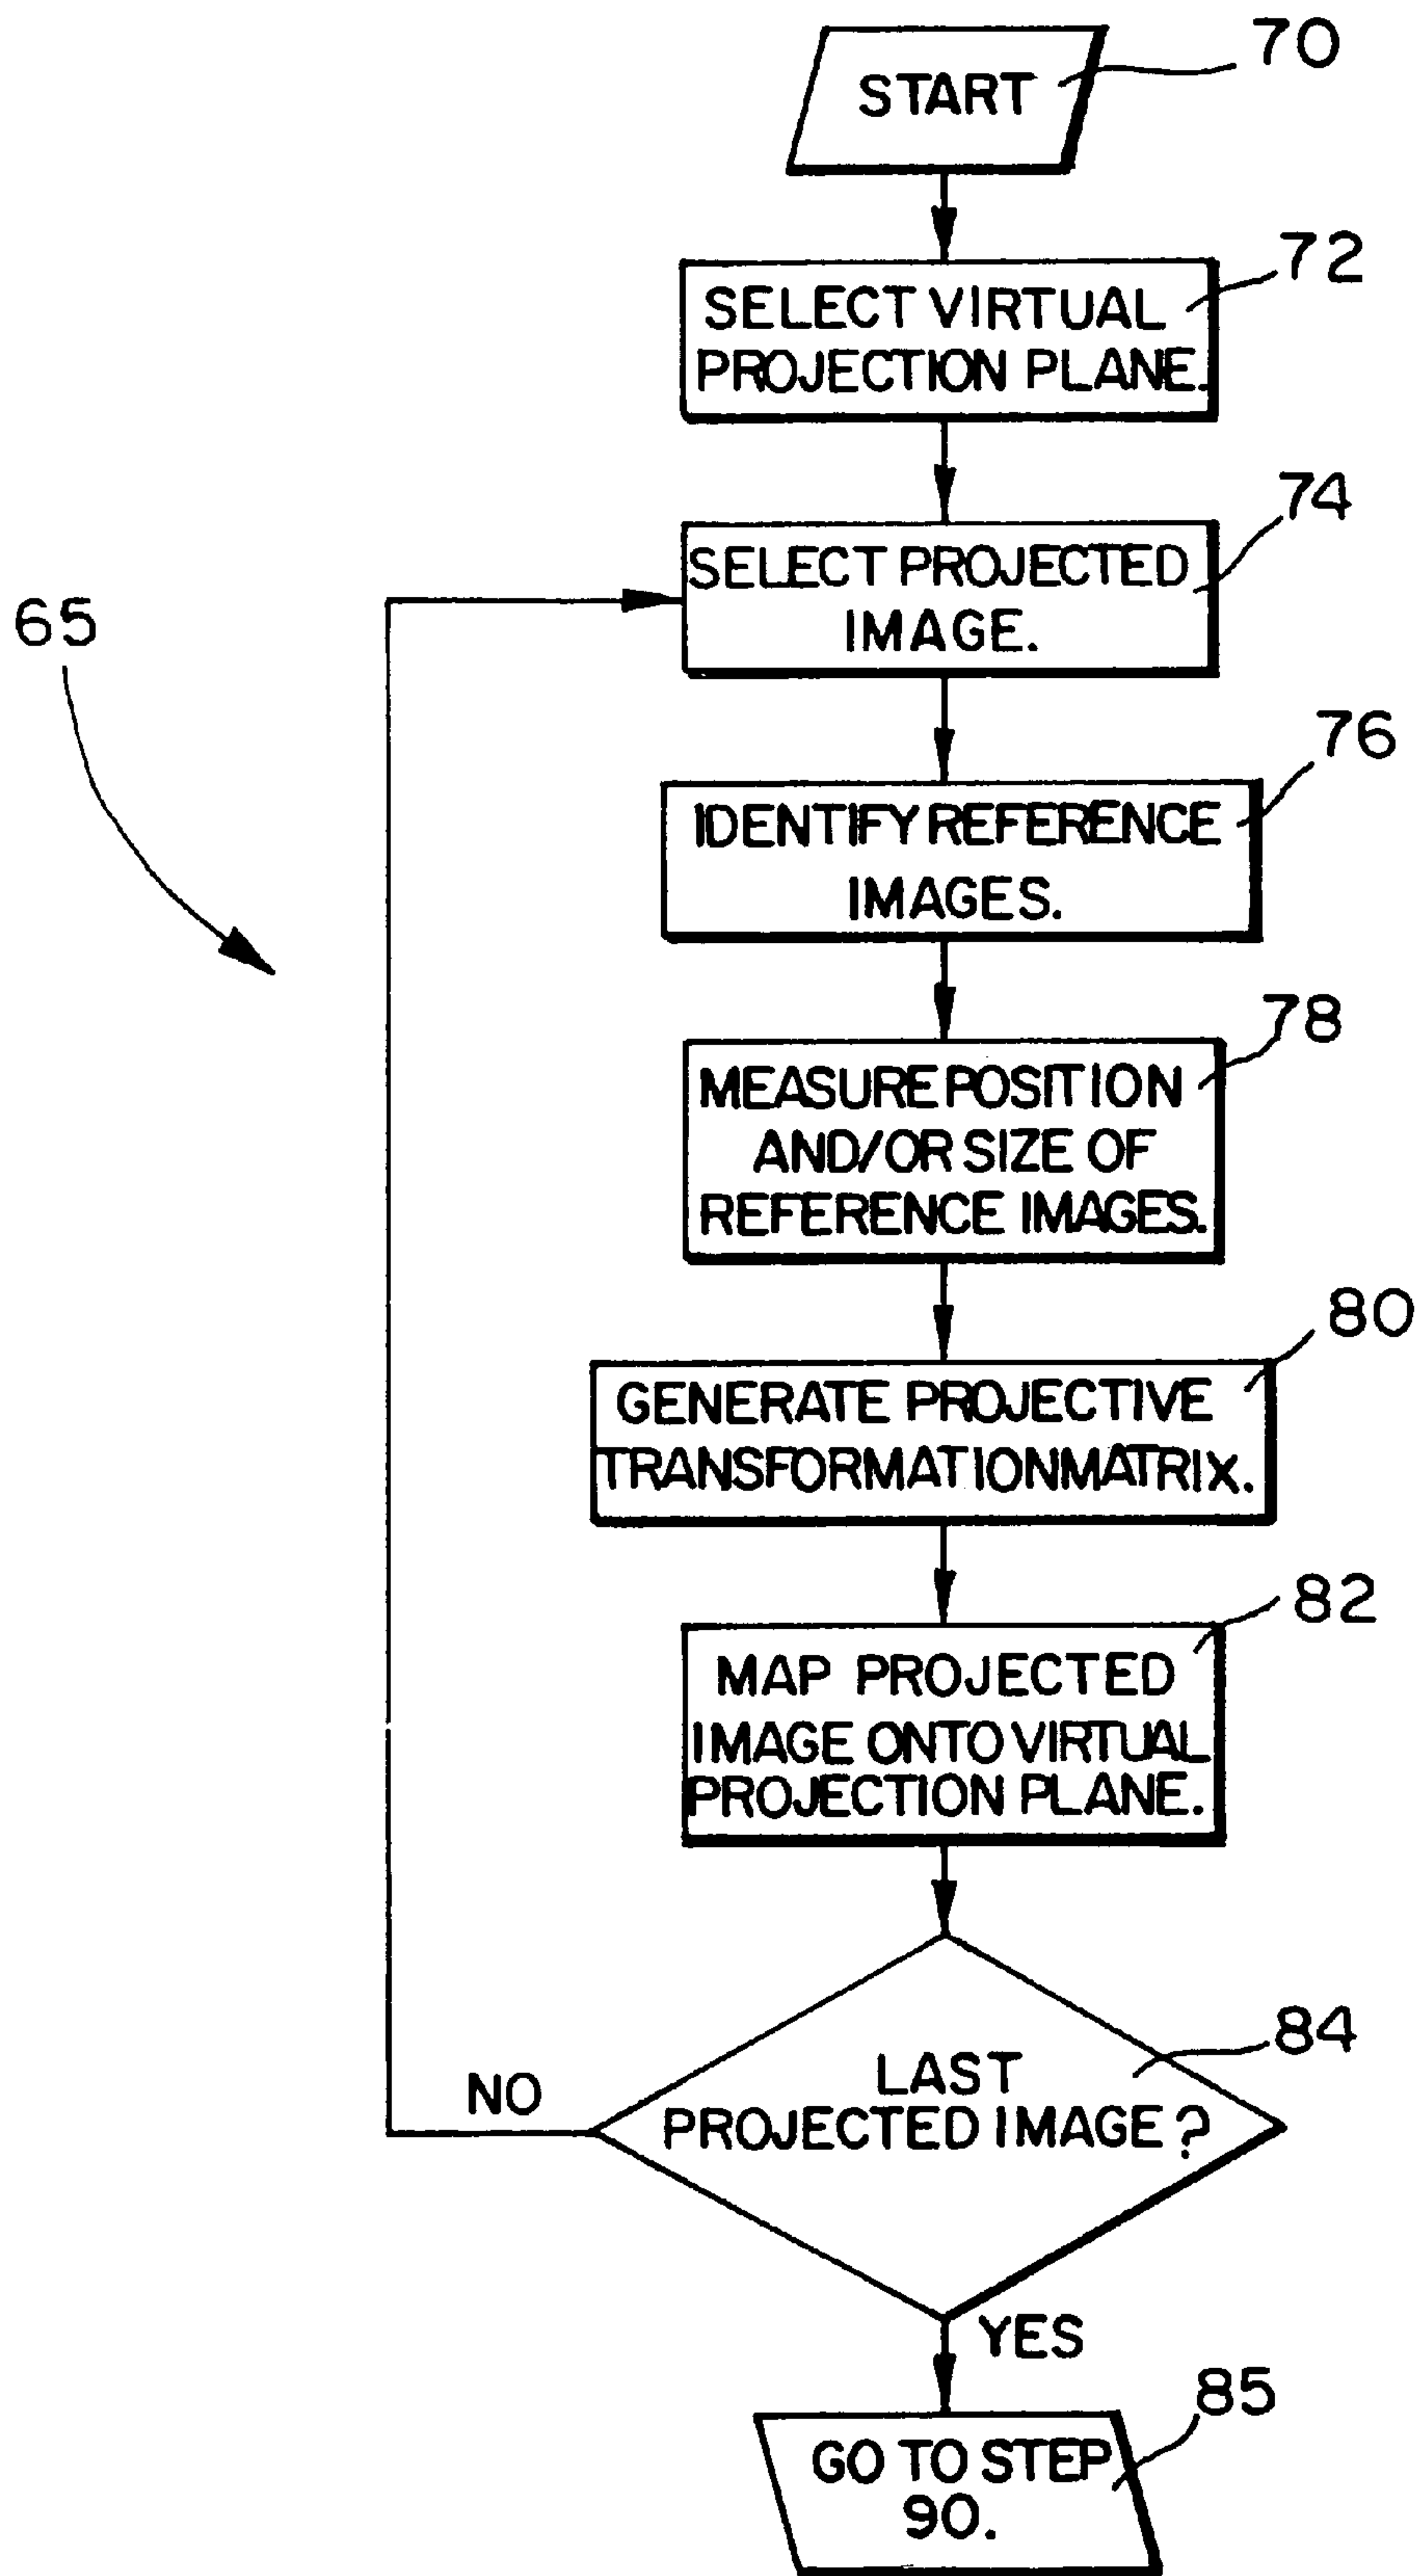 70
START
72
SELECT VIRTUAL
PROJECTION PLANE.
74
SELECT PROJECTED
IMAGE.
65
76
IDENTIFY REFERENCE
IMAGES.
78
MEASURE POSITION
AND/OR SIZE OF
REFERENCE IMAGES.
80
GENERATE PROJECTIVE
TRANSFORMATION MATRIX.
82
MAP PROJECTED
IMAGE ONTO VIRTUAL
PROJECTION PLANE.
84
LAST
PROJECTED IMAGE?
NO
YES
85
GO TO STEP
90.